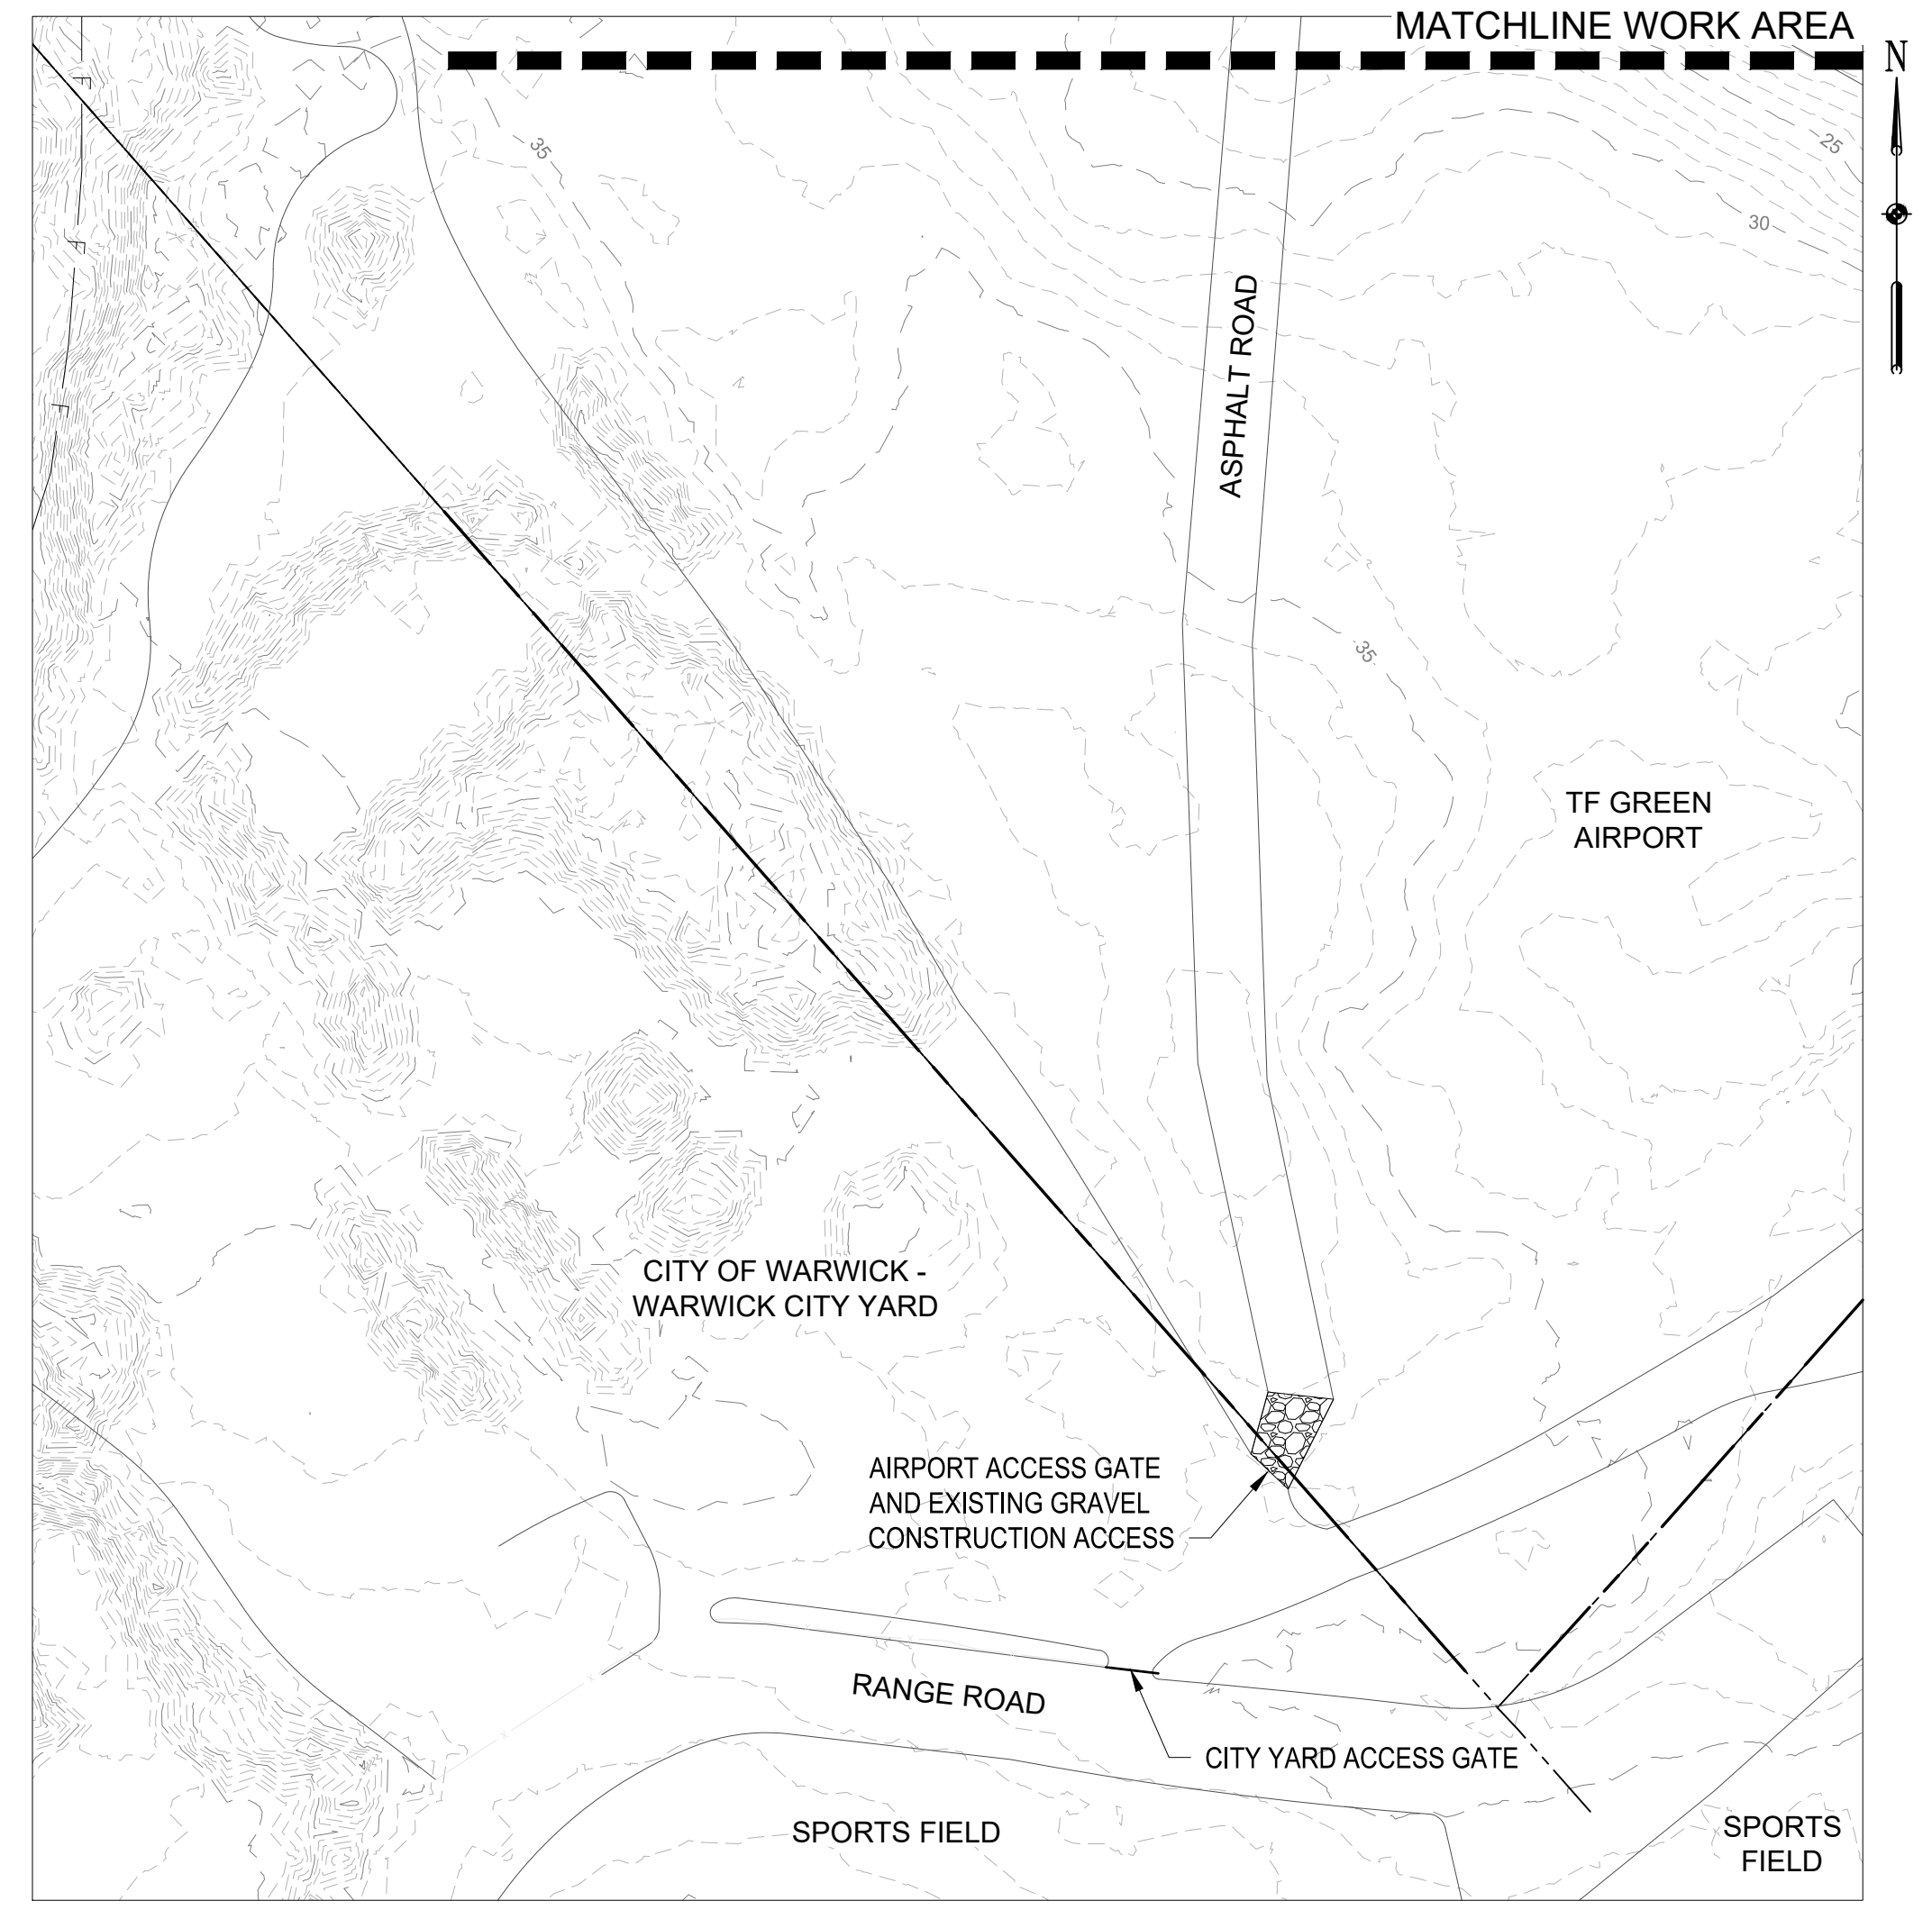 MATCHLINE WORK AREA
N
35
25
30
ASPHALT ROAD
35
TF GREEN
AIRPORT
CITY OF WARWICK -
WARWICK CITY YARD
AIRPORT ACCESS GATE
AND EXISTING GRAVEL
CONSTRUCTION ACCESS
RANGE ROAD
CITY YARD ACCESS GATE
SPORTS FIELD
SPORTS
FIELD
F
F
F